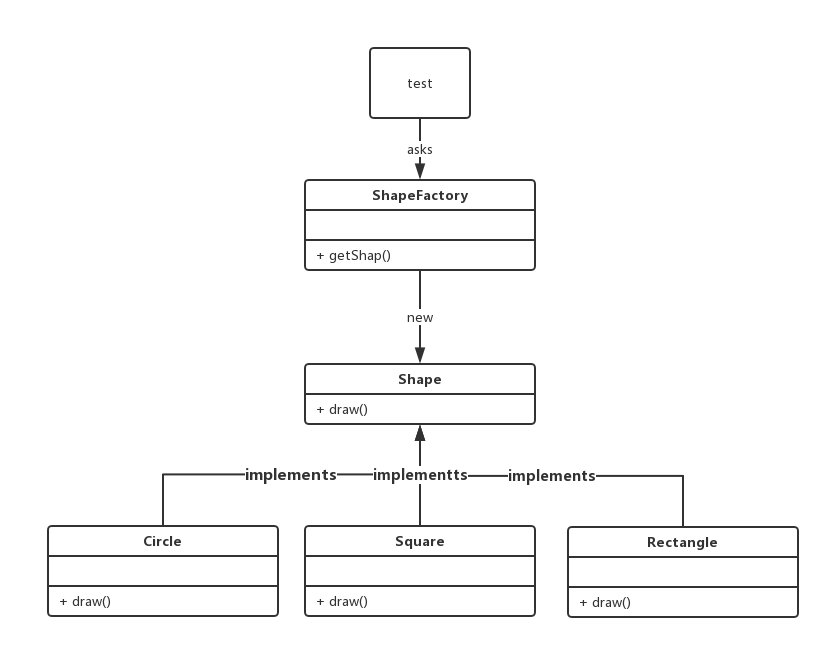 test
asks
ShapeFactory
+ getShap()
new
Shape
+ draw()
implements
implementts
implements
Circle
+ draw()
Square
+ draw()
Rectangle
+ draw()